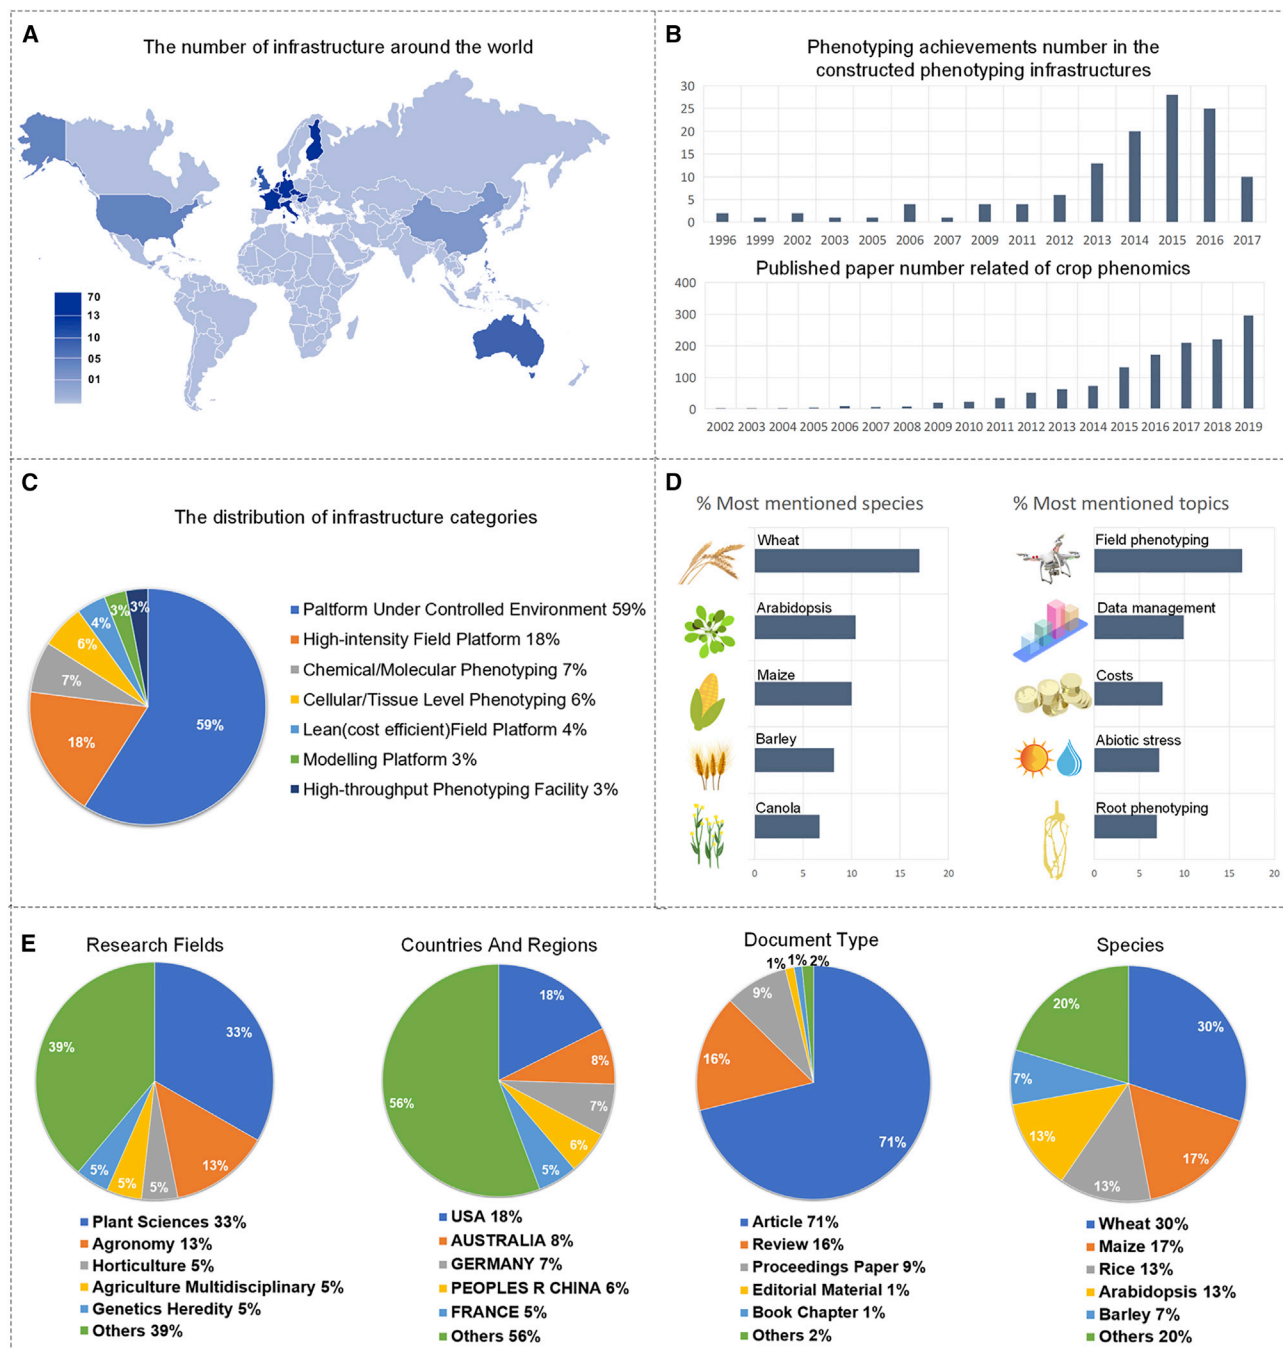 A
The number of infrastructure around the world
70
13
10
05
01
B
Phenotyping achievements number in the
constructed phenotyping infrastructures
30
25
20
15
10
5
0
1996 1999 2002 2003 2005 2006 2007 2009 2011 2012 2013 2014 2015 2016 2017
Published paper number related of crop phenomics
400
300
200
100
0
2002 2003 2004 2005 2006 2007 2008 2009 2010 2011 2012 2013 2014 2015 2016 2017 2018 2019
C
The distribution of infrastructure categories
3% 3%
4%
6%
7%
18%
59%
Paltform Under Controlled Environment 59%
High-intensity Field Platform 18%
Chemical/Molecular Phenotyping 7%
Cellular/Tissue Level Phenotyping 6%
Lean(cost efficient)Field Platform 4%
Modelling Platform 3%
High-throughput Phenotyping Facility 3%
D
% Most mentioned species
Wheat
Arabidopsis
Maize
Barley
Canola
0 5 10 15 20
% Most mentioned topics
Field phenotyping
Data management
Costs
Abiotic stress
Root phenotyping
0 5 10 15 20
E
Research Fields
33%
39%
13%
5% 5% 5%
Plant Sciences 33%
Agronomy 13%
Horticulture 5%
Agriculture Multidisciplinary 5%
Genetics Heredity 5%
Others 39%
Countries And Regions
18%
8%
7%
56%
6%
5%
USA 18%
AUSTRALIA 8%
GERMANY 7%
PEOPLES R CHINA 6%
FRANCE 5%
Others 56%
Document Type
1% 1% 2%
9%
16%
71%
Article 71%
Review 16%
Proceedings Paper 9%
Editorial Material 1%
Book Chapter 1%
Others 2%
Species
20%
30%
7%
13%
17%
13%
Wheat 30%
Maize 17%
Rice 13%
Arabidopsis 13%
Barley 7%
Others 20%